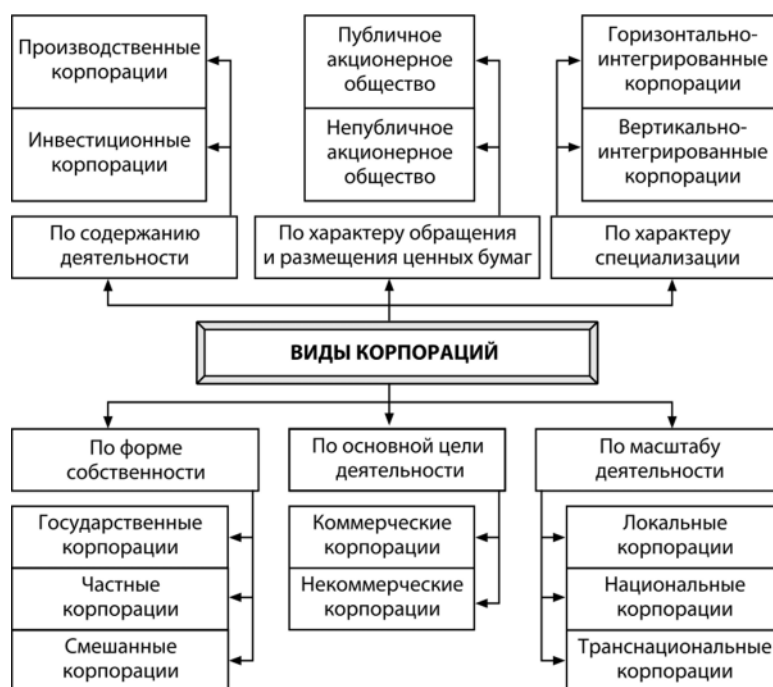 Производственные
корпорации
Инвестиционные
корпорации
По содержанию
деятельности
Публичное
акционерное
общество
Непубличное
акционерное
общество
По характеру обращения
и размещения ценных бумаг
Горизонтально-
интегрированные
корпорации
Вертикально-
интегрированные
корпорации
По характеру
специализации
ВИДЫ КОРПОРАЦИЙ
По форме
собственности
Государственные
корпорации
Частные
корпорации
Смешанные
корпорации
По основной цели
деятельности
Коммерческие
корпорации
Некоммерческие
корпорации
По масштабу
деятельности
Локальные
корпорации
Национальные
корпорации
Транснациональные
корпорации